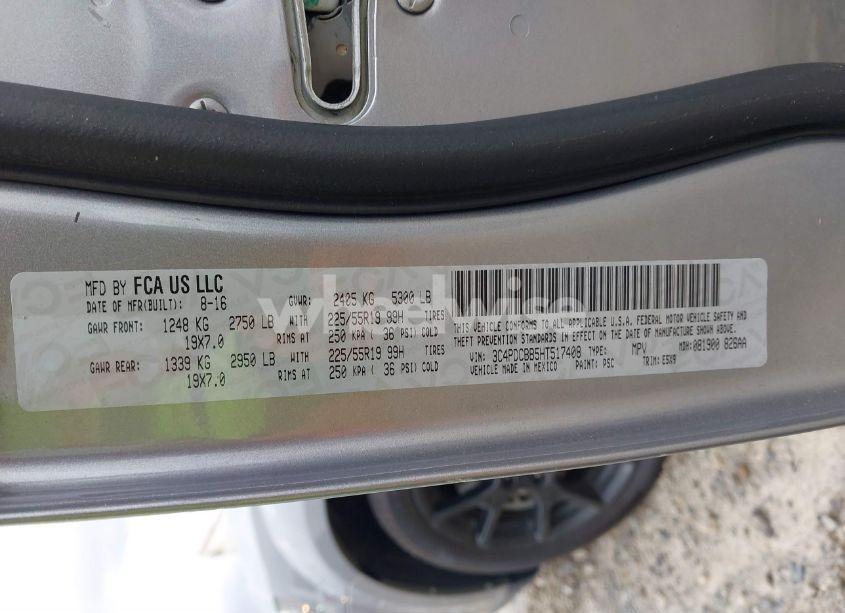 MFD BY FCA US LLC
DATE OF MFR(BUILT): 8-16 GVWR: 2405 KG 5300 LB
GAWR FRONT: 1248 KG 2750 LB WITH 225/55R19 99H TIRES
19X7.0 RIMS AT 250 KPA ( 36 PSI) COLD
GAWR REAR: 1339 KG 2950 LB WITH 225/55R19 99H TIRES
19X7.0 RIMS AT 250 KPA ( 36 PSI) COLD
THIS VEHICLE CONFORMS TO ALL APPLICABLE U.S.A. FEDERAL MOTOR VEHICLE SAFETY AND
THEFT PREVENTION STANDARDS IN EFFECT ON THE DATE OF MANUFACTURE SHOWN ABOVE.
VIN: 3C4PDCBB5HT517408 TYPE: MPV MDH: 081900 826AA
VEHICLE MADE IN MEXICO PAINT: PSC TRIM: E5X9
wheelwise